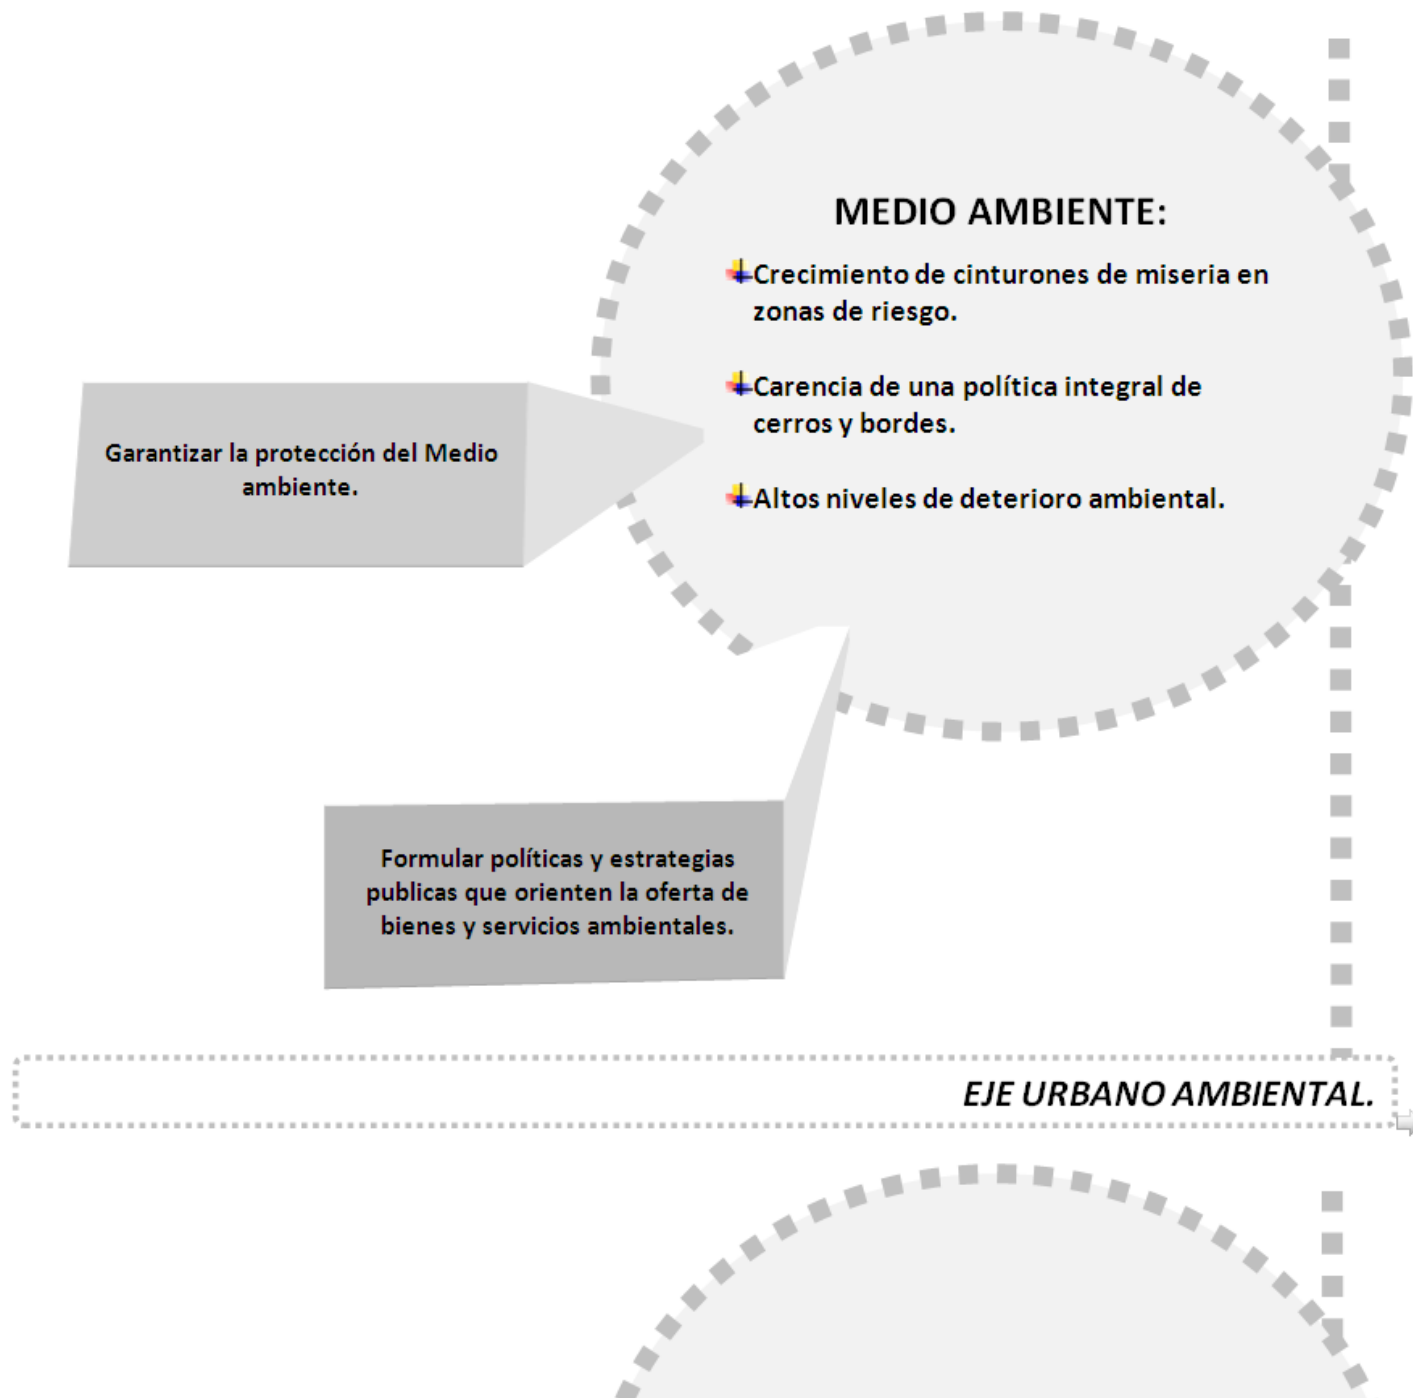 MEDIO AMBIENTE:
Crecimiento de cinturones de miseria en
zonas de riesgo.
Carencia de una política integral de
cerros y bordes.
Altos niveles de deterioro ambiental.
Garantizar la protección del Medio
ambiente.
Formular políticas y estrategias
publicas que orienten la oferta de
bienes y servicios ambientales.
EJE URBANO AMBIENTAL.